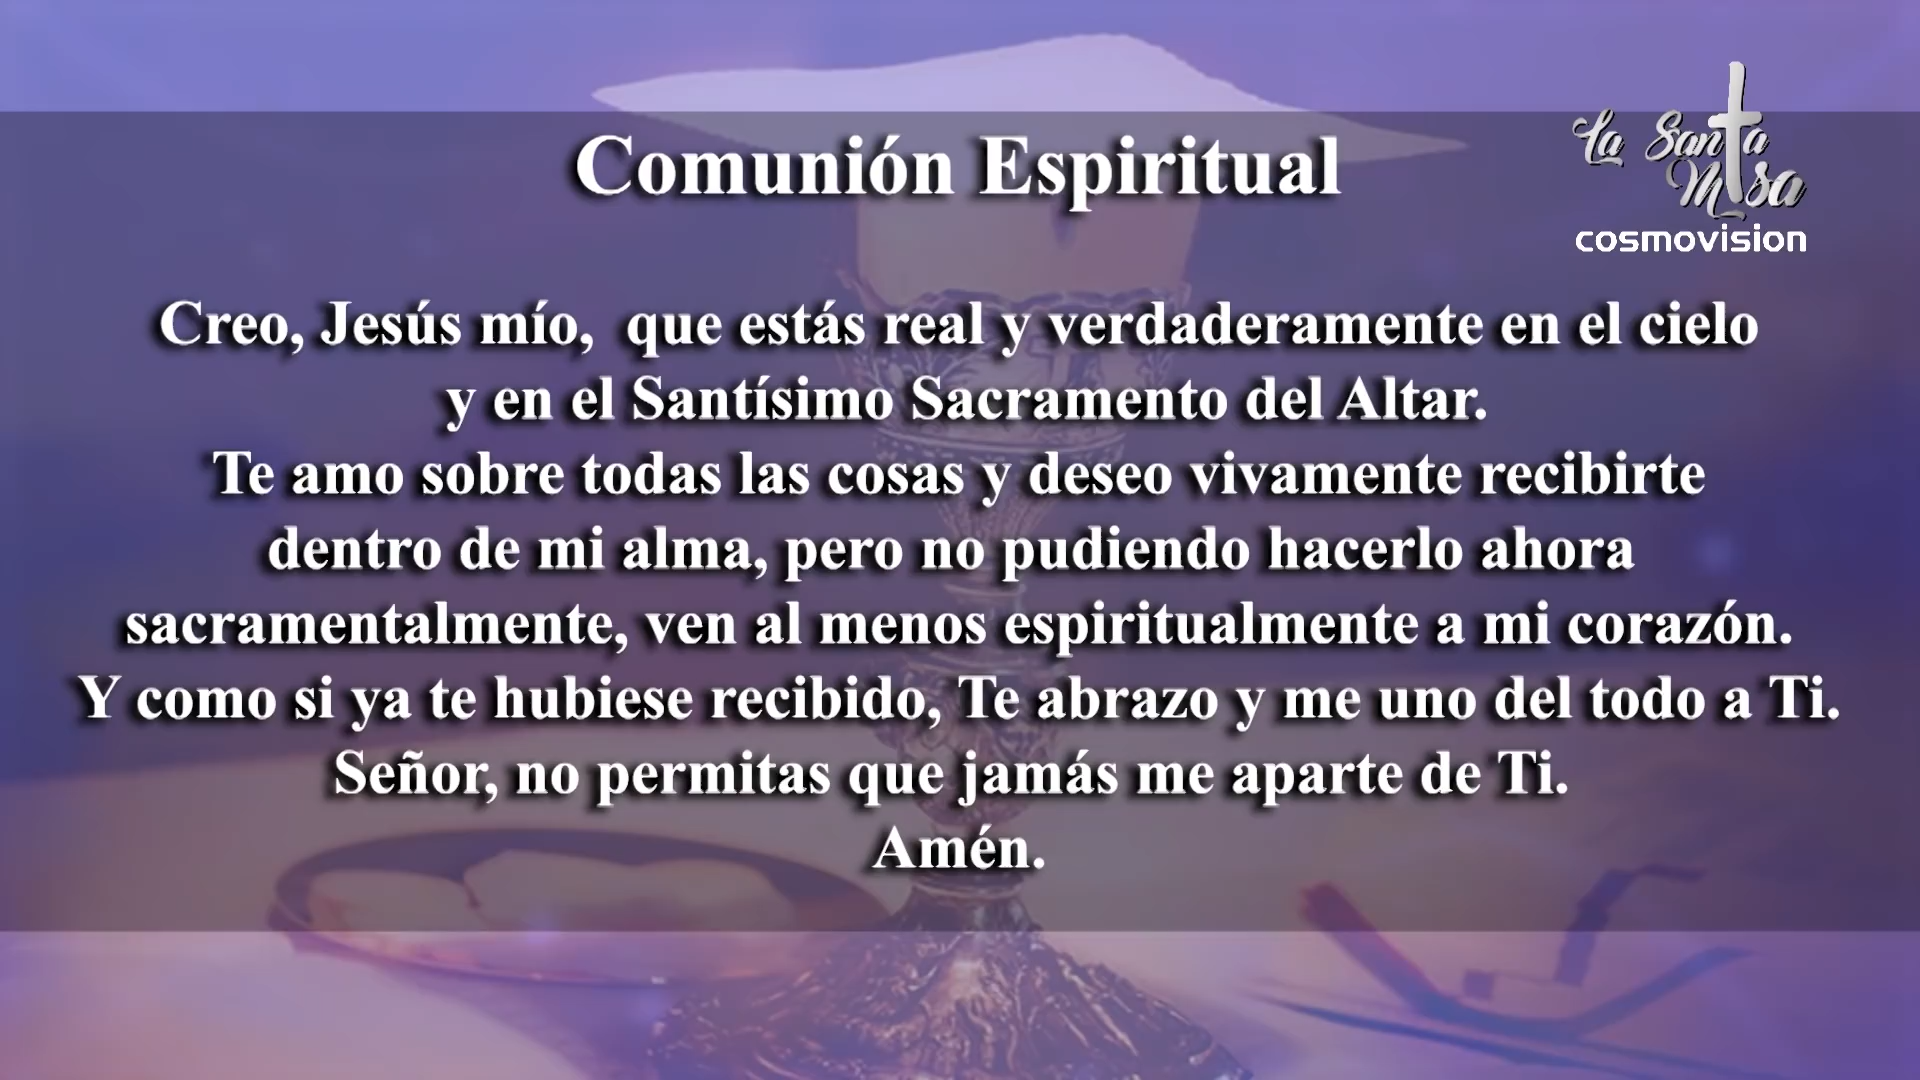 Comunión Espiritual
La Santa
Misa
cosmovision
Creo, Jesús mío,  que estás real y verdaderamente en el cielo
y en el Santísimo Sacramento del Altar.
Te amo sobre todas las cosas y deseo vivamente recibirte
dentro de mi alma, pero no pudiendo hacerlo ahora
sacramentalmente, ven al menos espiritualmente a mi corazón.
Y como si ya te hubiese recibido, Te abrazo y me uno del todo a Ti.
Señor, no permitas que jamás me aparte de Ti.
Amén.